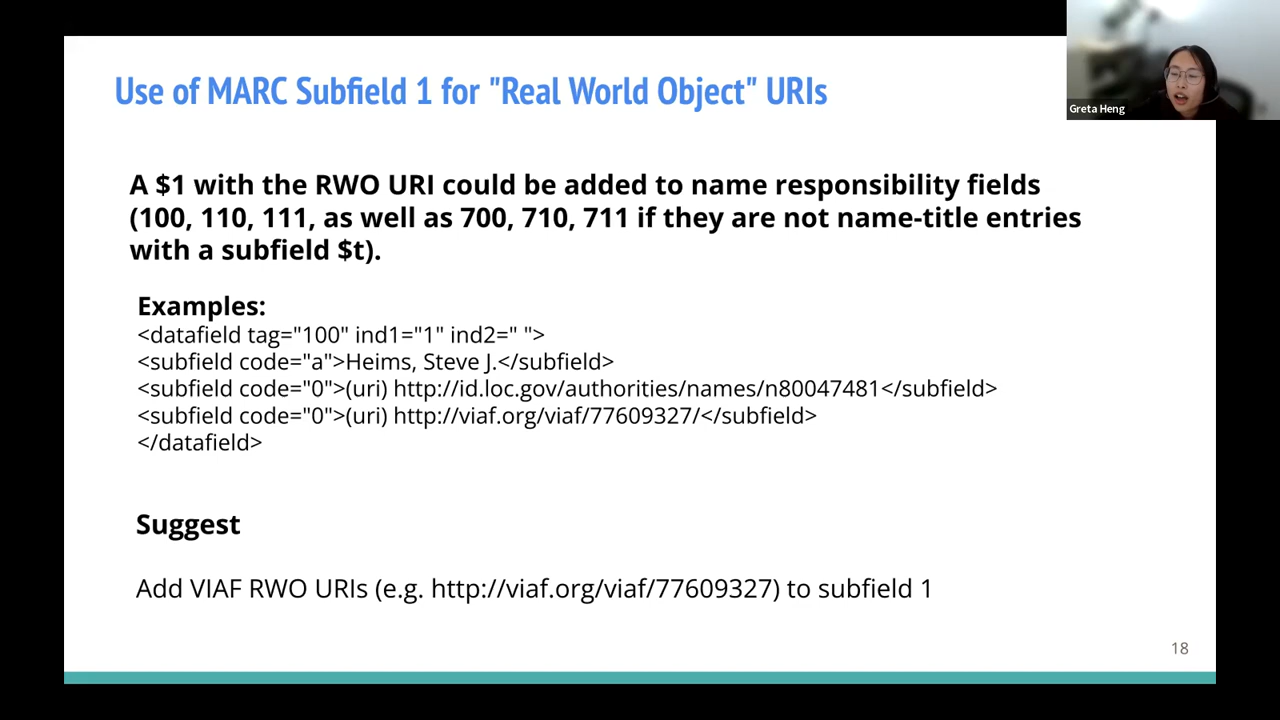 Use of MARC Subfield 1 for "Real World Object" URIs
Greta Heng
A $1 with the RWO URI could be added to name responsibility fields
(100, 110, 111, as well as 700, 710, 711 if they are not name-title entries
with a subfield $t).
Examples:
<datafield tag="100" ind1="1" ind2=" ">
<subfield code="a">Heims, Steve J.</subfield>
<subfield code="0">(uri) http://id.loc.gov/authorities/names/n80047481</subfield>
<subfield code="0">(uri) http://viaf.org/viaf/77609327/</subfield>
</datafield>
Suggest
Add VIAF RWO URIs (e.g. http://viaf.org/viaf/77609327) to subfield 1
18